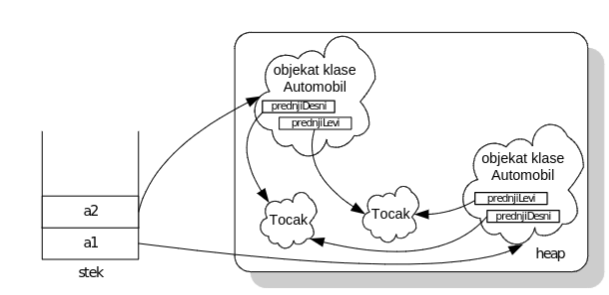 objekat klase
Automobil
prednjiDesni
prednjiLevi
objekat klase
Automobil
prednjiLevi
prednjiDesni
Tocak
Tocak
a2
a1
heap
stek